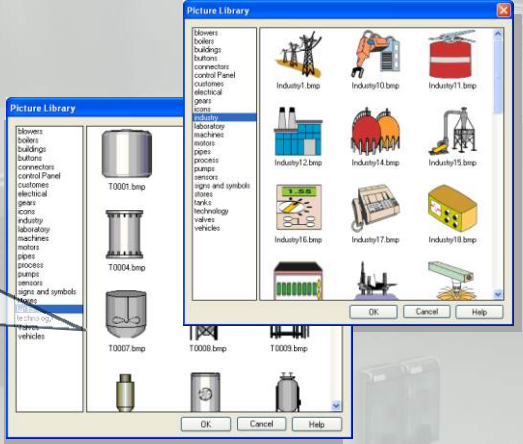 Picture Library
blowers
boilers
buildings
buttons
connectors
control Panel
customes
electrical
gears
icons
industry
laboratory
machines
motors
pipes
process
pumps
sensors
signs and symbols
stores
tanks
technology
valves
vehicles
Industry1.bmp
Industry10.bmp
Industry11.bmp
Industry12.bmp
Industry14.bmp
Industry15.bmp
1.55
Industry16.bmp
Industry17.bmp
Industry18.bmp
OK
Cancel
Help
Picture Library
blowers
boilers
buildings
buttons
connectors
control Panel
customes
electrical
gears
icons
industry
laboratory
machines
motors
pipes
process
pumps
sensors
signs and symbols
stores
technology
valves
vehicles
T0001.bmp
T0004.bmp
T0007.bmp
T0008.bmp
T0009.bmp
OK
Cancel
Help